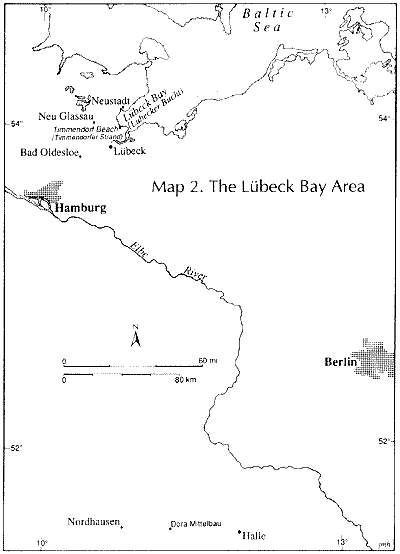 10°
Baltic
Sea
13°
Neustadt
Lübeck Bay
(Lübecker Bucht)
Neu Glassau
Timmendorf Beach
(Timmendorfer Strand)
54°
54°
Bad Oldesloe
Lübeck
Map 2. The Lübeck Bay Area
Hamburg
Elbe River
N
0 60 mi
0 80 km
Berlin
52°
52°
Nordhausen
Dora Mittelbau
Halle
10°
13°